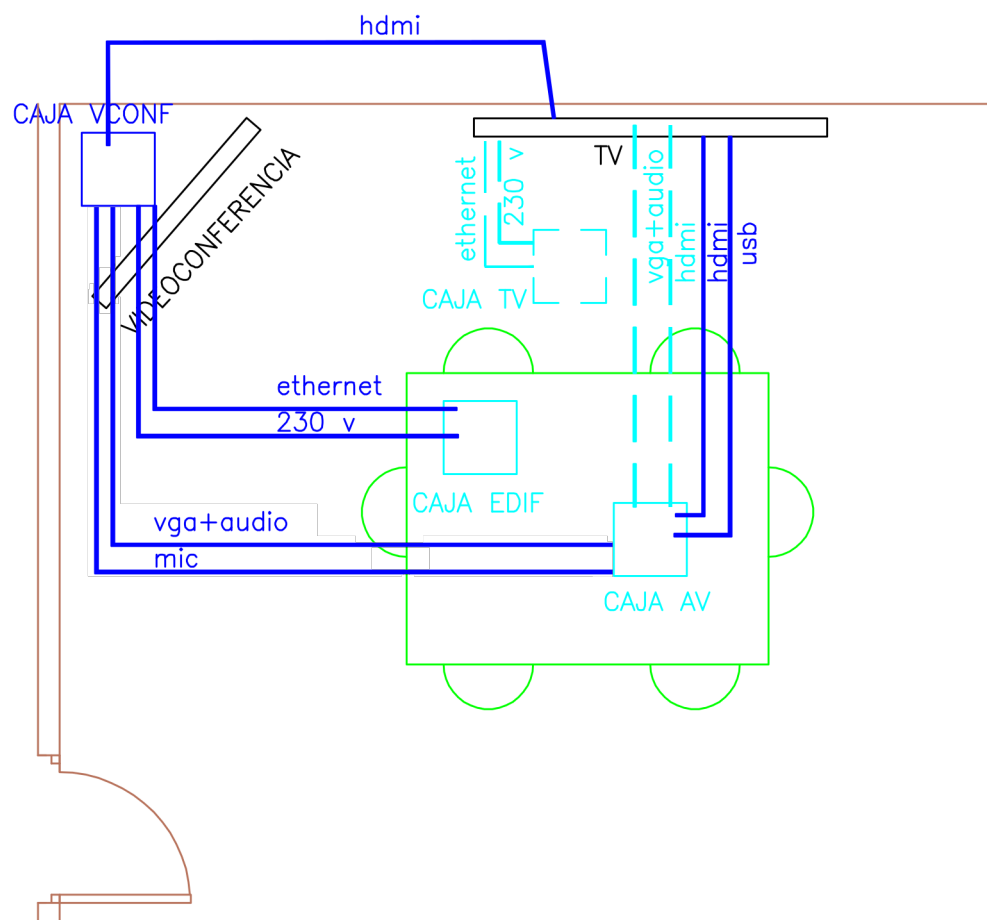 hdmi
CAJA VCONF
VIDEOCONFERENCIA
TV
ethernet
230 v
vga+audio
hdmi
hdmi
usb
CAJA TV
ethernet
230 v
CAJA EDIF
vga+audio
mic
CAJA AV